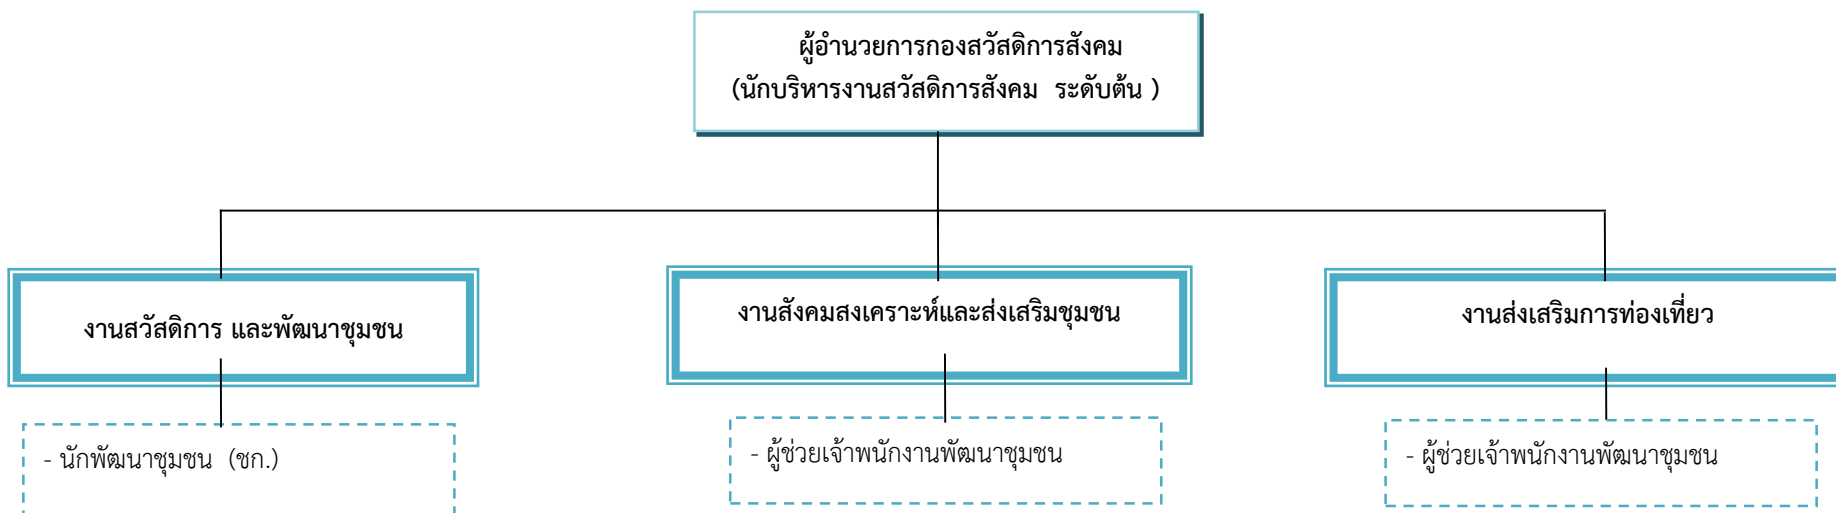 ผู้อำนวยการกองสวัสดิการสังคม
(นักบริหารงานสวัสดิการสังคม ระดับต้น )
งานสวัสดิการ และพัฒนาชุมชน
งานสังคมสงเคราะห์และส่งเสริมชุมชน
งานส่งเสริมการท่องเที่ยว
- นักพัฒนาชุมชน (ชก.)
- ผู้ช่วยเจ้าพนักงานพัฒนาชุมชน
- ผู้ช่วยเจ้าพนักงานพัฒนาชุมชน